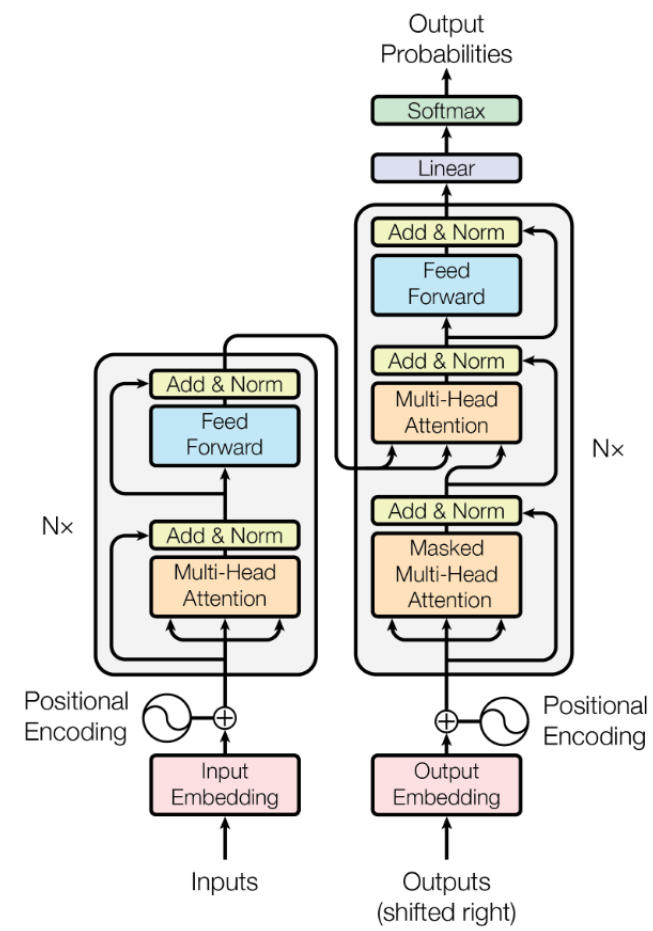 Output
Probabilities
Softmax
Linear
Add & Norm
Feed
Forward
Add & Norm
Multi-Head
Attention
Add & Norm
Masked
Multi-Head
Attention
Nx
Add & Norm
Feed
Forward
Add & Norm
Multi-Head
Attention
Nx
Positional
Encoding
Positional
Encoding
Input
Embedding
Output
Embedding
Inputs
Outputs
(shifted right)